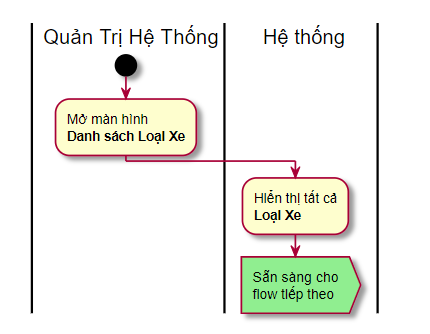 Quản Trị Hệ Thống
Hệ thống
Mở màn hình
Danh sách Loại Xe
Hiển thị tất cả
Loại Xe
Sẵn sàng cho
flow tiếp theo